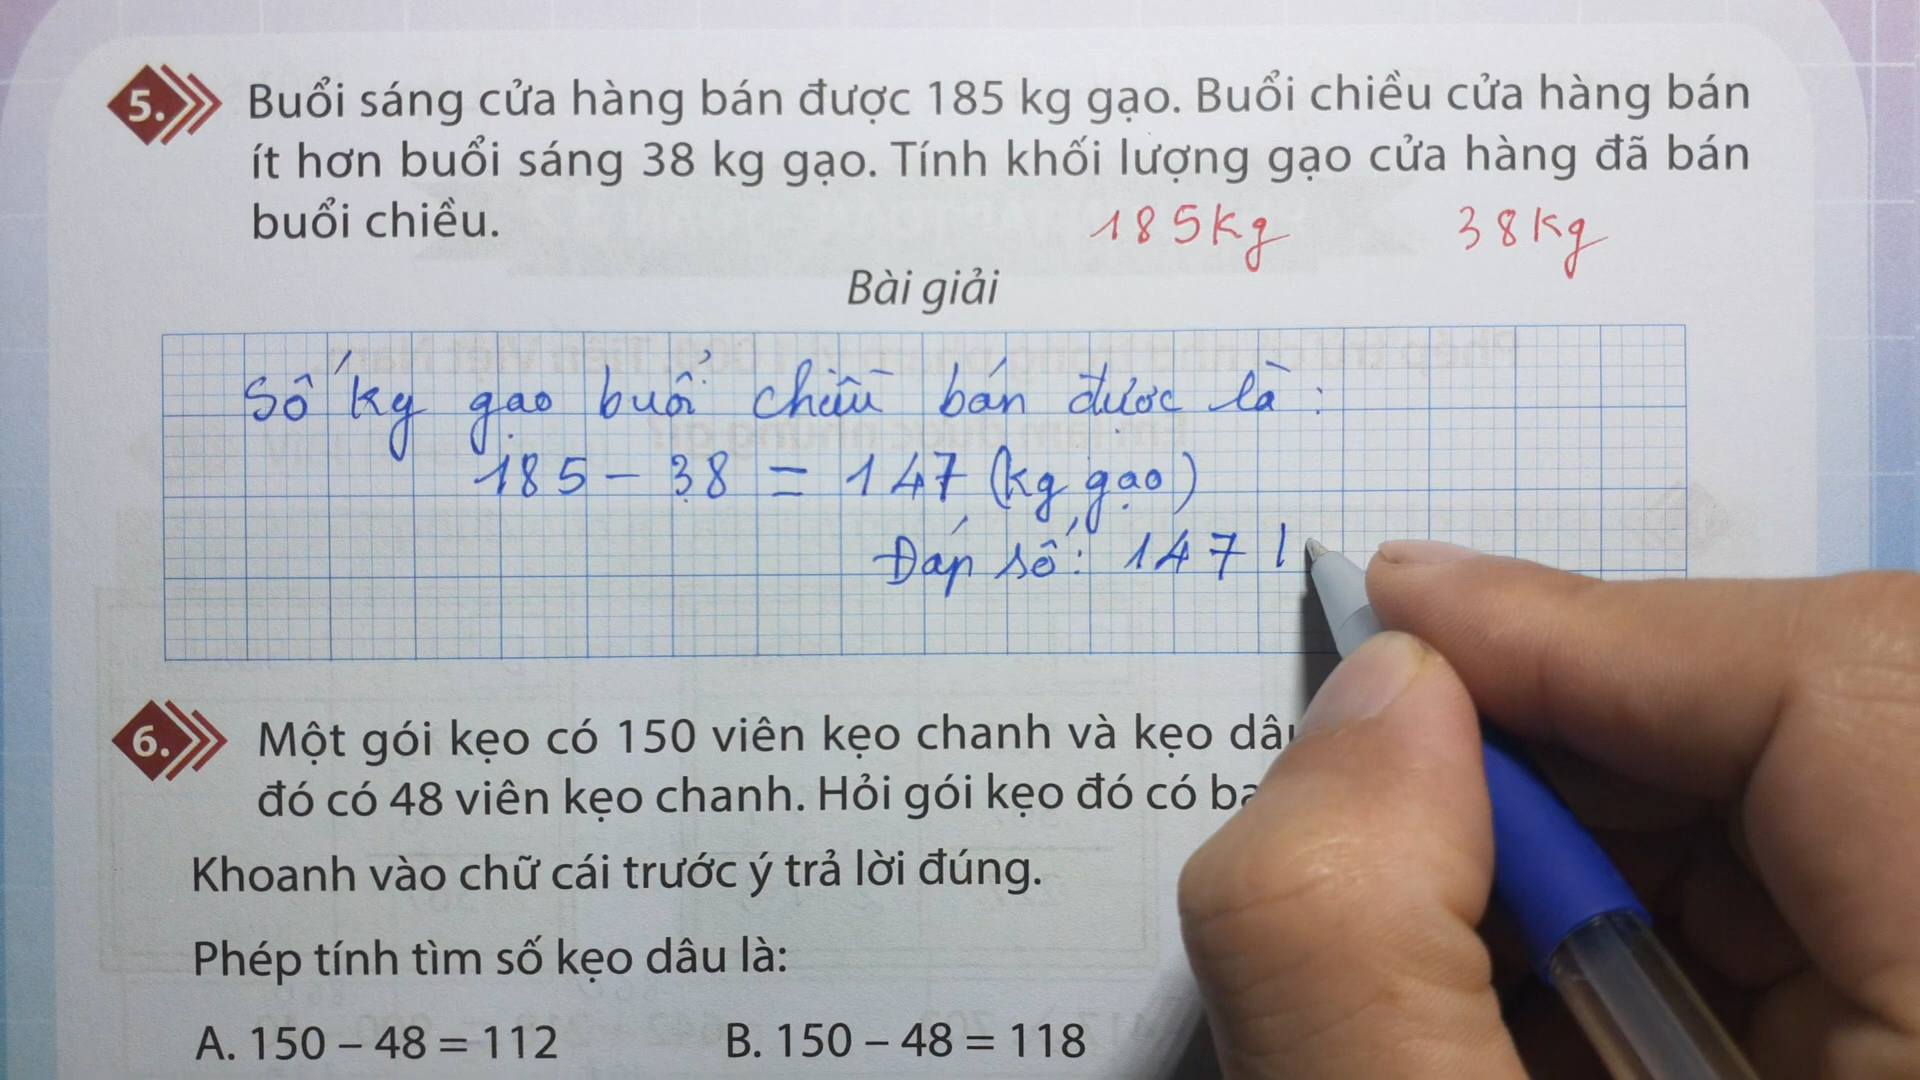 5. Buổi sáng cửa hàng bán được 185 kg gạo. Buổi chiều cửa hàng bán
ít hơn buổi sáng 38 kg gạo. Tính khối lượng gạo cửa hàng đã bán
buổi chiều.
185kg 38kg
Bài giải
Số kg gạo buổi chiều bán được là:
185 - 38 = 147 (kg gạo)
Đáp số: 147
6. Một gói kẹo có 150 viên kẹo chanh và kẹo
đó có 48 viên kẹo chanh. Hỏi gói kẹo đó có
Khoanh vào chữ cái trước ý trả lời đúng.
Phép tính tìm số kẹo dâu là:
A. 150 – 48 = 112 B. 150 – 48 = 118